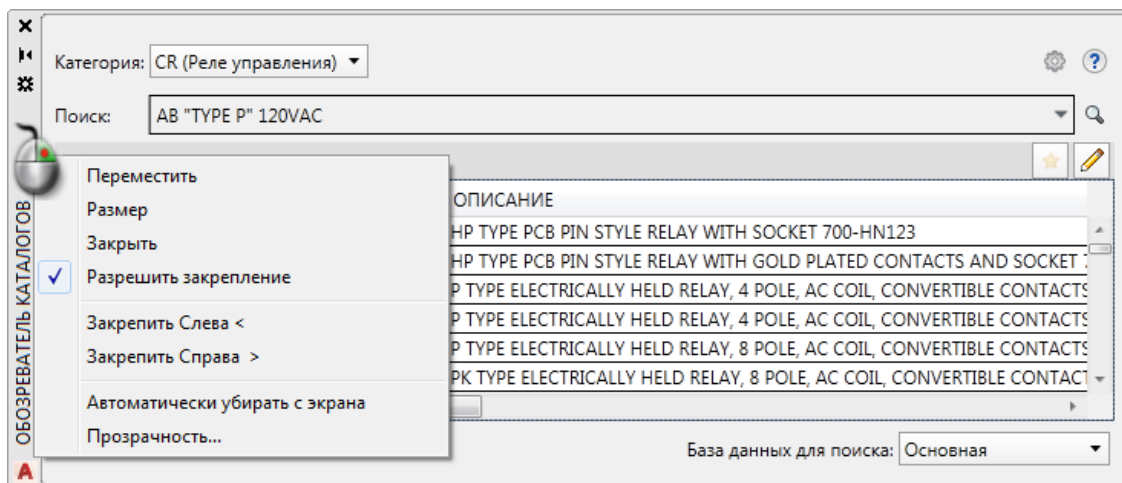 Категория: CR (Реле управления)
Поиск: AB "TYPE P" 120VAC
ОБОЗРЕВАТЕЛЬ КАТАЛОГОВ
Переместить
Размер
Закрыть
Разрешить закрепление
Закрепить Слева <
Закрепить Справа >
Автоматически убирать с экрана
Прозрачность...
ОПИСАНИЕ
HP TYPE PCB PIN STYLE RELAY WITH SOCKET 700-HN123
HP TYPE PCB PIN STYLE RELAY WITH GOLD PLATED CONTACTS AND SOCKET
P TYPE ELECTRICALLY HELD RELAY, 4 POLE, AC COIL, CONVERTIBLE CONTACTS
P TYPE ELECTRICALLY HELD RELAY, 4 POLE, AC COIL, CONVERTIBLE CONTACTS
P TYPE ELECTRICALLY HELD RELAY, 8 POLE, AC COIL, CONVERTIBLE CONTACTS
PK TYPE ELECTRICALLY HELD RELAY, 8 POLE, AC COIL, CONVERTIBLE CONTACT
База данных для поиска: Основная